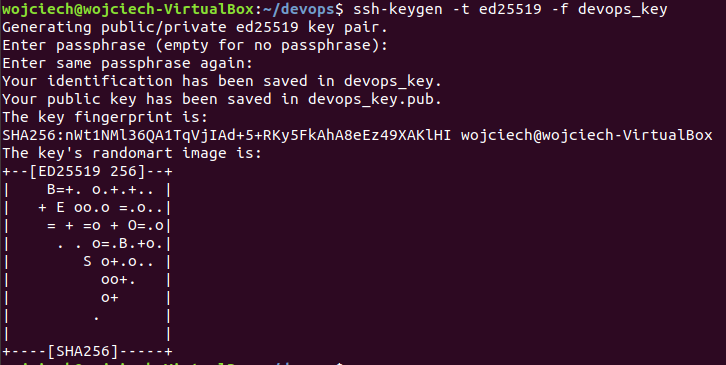 wojciech@wojciech-VirtualBox:~/devops$ ssh-keygen -t ed25519 -f devops_key
Generating public/private ed25519 key pair.
Enter passphrase (empty for no passphrase):
Enter same passphrase again:
Your identification has been saved in devops_key.
Your public key has been saved in devops_key.pub.
The key fingerprint is:
SHA256:nWt1NMl36QA1TqVjIAd+5+RKy5FkAhA8eEz49XAKlHI wojciech@wojciech-VirtualBox
The key's randomart image is:
+--[ED25519 256]--+
|    B=+. o.+.+.. |
|   + E oo.o =.o..|
|    = + =o + O=.o|
|     . . o=.B.+o.|
|        S o+.o.. |
|          oo+.   |
|          o+     |
|         .       |
|                 |
+----[SHA256]-----+